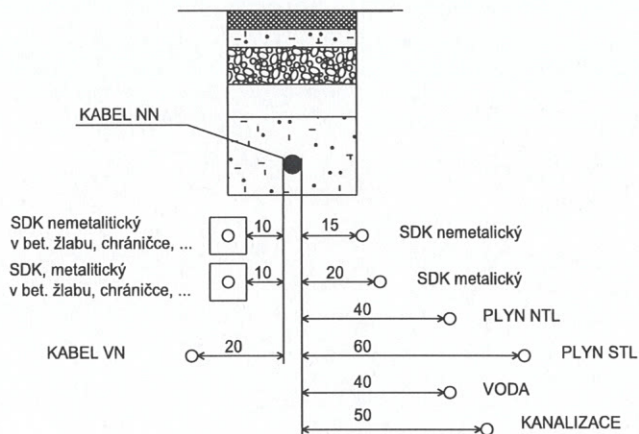 KABEL NN
SDK nemetalitický
v bet. žlabu, chráničce, ...
10
15
SDK nemetalický
SDK, metalitický
v bet. žlabu, chráničce, ...
10
20
SDK metalický
40
PLYN NTL
KABEL VN
20
60
PLYN STL
40
VODA
50
KANALIZACE